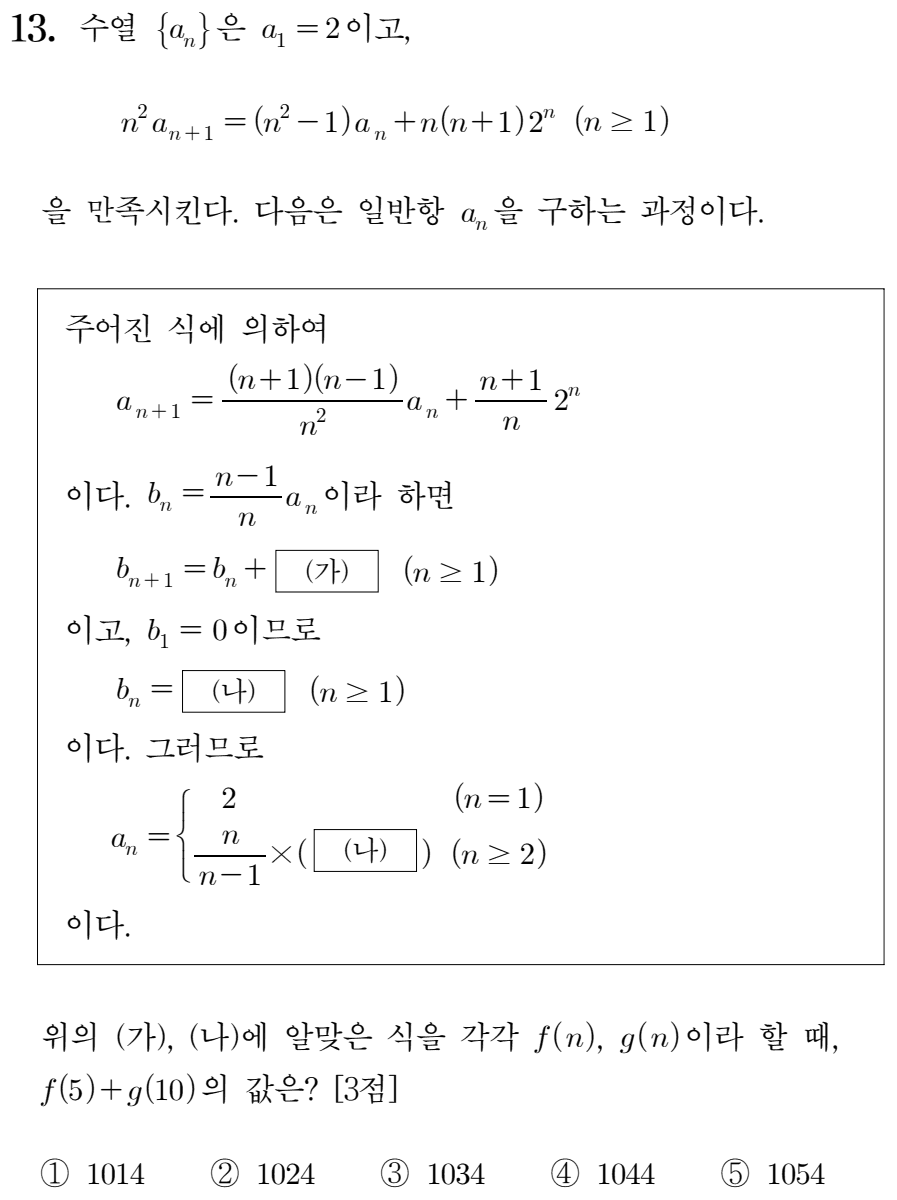 13. 수열 {aₙ}은 a₁ = 2이고,
n²aₙ₊₁ = (n²−1)aₙ + n(n+1)2ⁿ (n ≥ 1)
을 만족시킨다. 다음은 일반항 aₙ을 구하는 과정이다.
주어진 식에 의하여
aₙ₊₁ = \frac{(n+1)(n−1)}{n²}aₙ + \frac{n+1}{n}2ⁿ
이다. bₙ = \frac{n−1}{n}aₙ이라 하면
bₙ₊₁ = bₙ + (가) (n ≥ 1)
이고, b₁ = 0이므로
bₙ = (나) (n ≥ 1)
이다. 그러므로
aₙ = { 2 (n = 1)
\frac{n}{n−1} × ( (나) ) (n ≥ 2)
이다.
위의 (가), (나)에 알맞은 식을 각각 f(n), g(n)이라 할 때,
f(5)+g(10)의 값은? [3점]
① 1014 ② 1024 ③ 1034 ④ 1044 ⑤ 1054